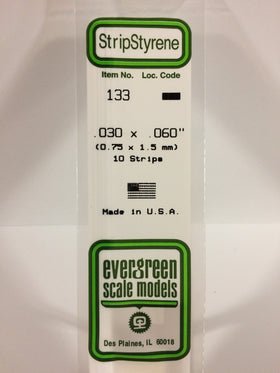 StripStyrene
Item No. Loc. Code
133
.030 x .060"
(0.75 x 1.5 mm)
10 Strips
Made in U.S.A.
evergreen
scale models
Des Plaines, IL 60018